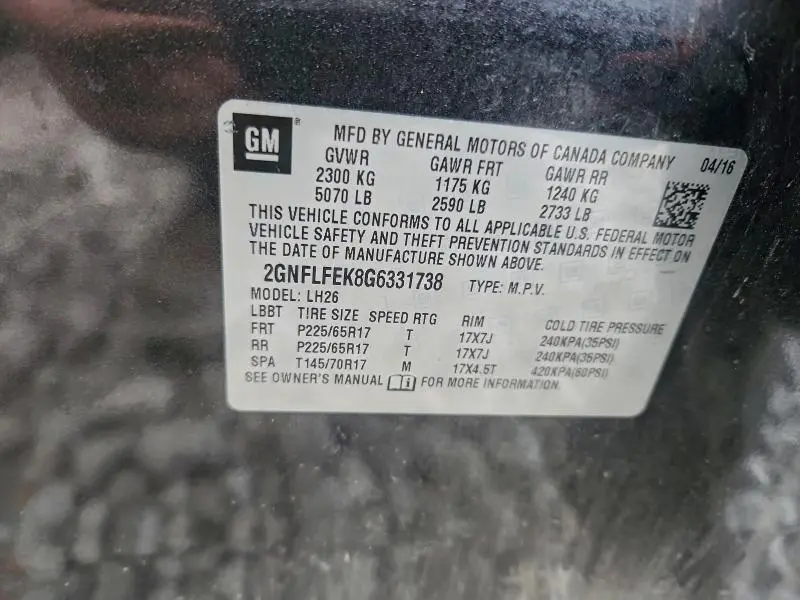 GM ® MFD BY GENERAL MOTORS OF CANADA COMPANY 04/16
GVWR GAWR FRT GAWR RR
2300 KG 1175 KG 1240 KG
5070 LB 2590 LB 2733 LB
THIS VEHICLE CONFORMS TO ALL APPLICABLE U.S. FEDERAL MOTOR
VEHICLE SAFETY AND THEFT PREVENTION STANDARDS IN EFFECT ON
THE DATE OF MANUFACTURE SHOWN ABOVE.
2GNFLFEK8G6331738 TYPE: M.P.V.
MODEL: LH26
LBBT TIRE SIZE SPEED RTG RIM COLD TIRE PRESSURE
FRT P225/65R17 T 17X7J 240KPA(35PSI)
RR P225/65R17 T 17X7J 240KPA(35PSI)
SPA T145/70R17 M 17X4.5T 420KPA(60PSI)
SEE OWNER'S MANUAL FOR MORE INFORMATION